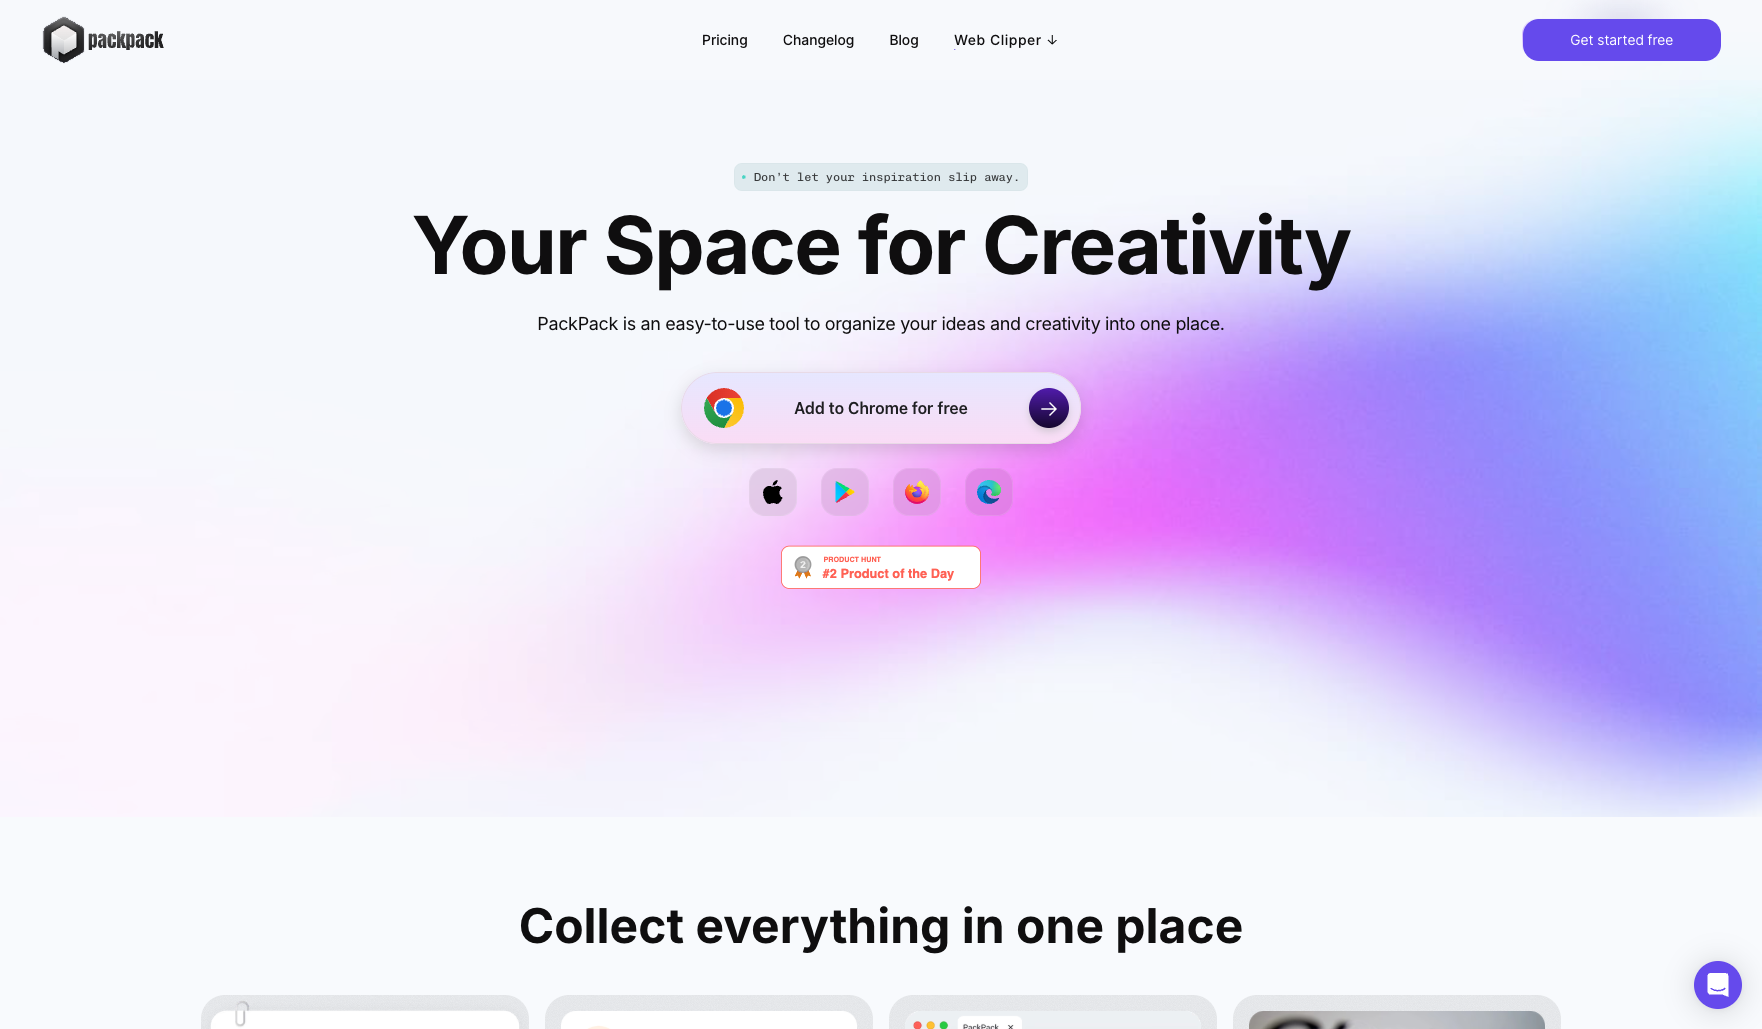 packpack
Pricing
Changelog
Blog
Web Clipper ↓
Get started free
Don't let your inspiration slip away.
Your Space for Creativity
PackPack is an easy-to-use tool to organize your ideas and creativity into one place.
Add to Chrome for free
2
PRODUCT HUNT
#2 Product of the Day
Collect everything in one place
PackPack